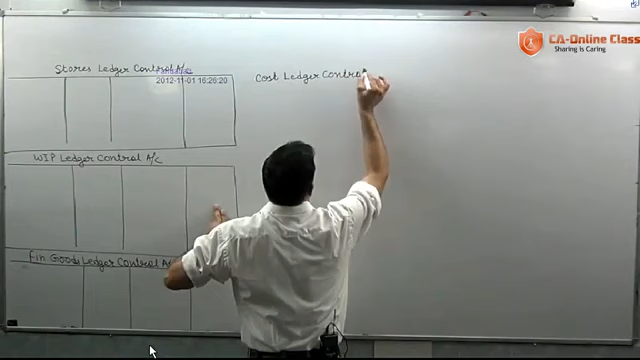 Stores Ledger Control A/c
2012-11-01 16:26:20
Cost Ledger Contro
WIP Ledger Control A/c
Fin Goods Ledger Control A/c
CA-Online Class
Sharing is Caring